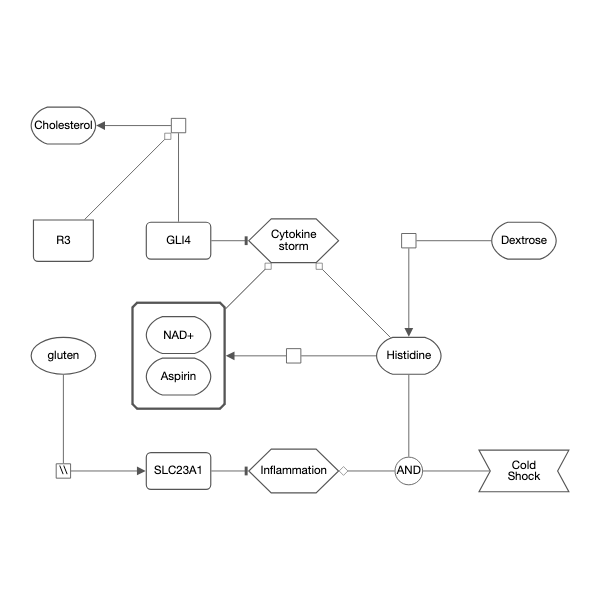 Cholesterol
R3
GLI4
Cytokine
storm
Dextrose
NAD+
Aspirin
gluten
Histidine
\\
SLC23A1
Inflammation
AND
Cold
Shock